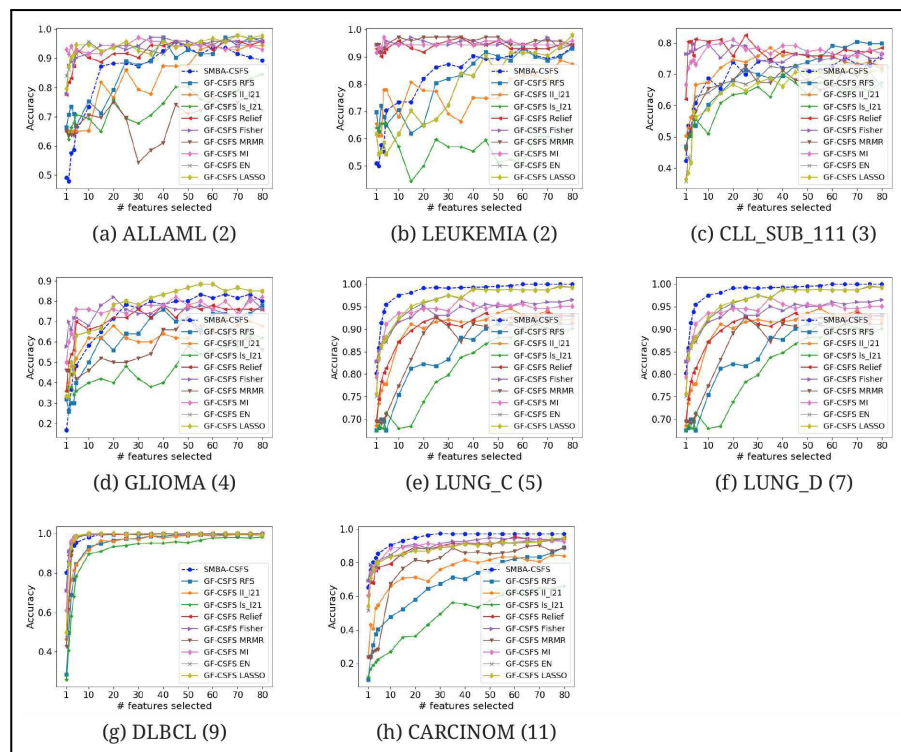 Accuracy
1.0
0.9
0.8
0.7
0.6
0.5
SMBA-CSFS
GF-CSFS RFS
GF-CSFS ll_l21
GF-CSFS ls_l21
GF-CSFS Relief
GF-CSFS Fisher
GF-CSFS MRMR
GF-CSFS MI
GF-CSFS EN
GF-CSFS LASSO
1 10 20 30 40 50 60 70 80
# features selected
(a) ALLAML (2)
Accuracy
1.0
0.9
0.8
0.7
0.6
0.5
SMBA-CSFS
GF-CSFS RFS
GF-CSFS ll_l21
GF-CSFS ls_l21
GF-CSFS Relief
GF-CSFS Fisher
GF-CSFS MRMR
GF-CSFS MI
GF-CSFS EN
GF-CSFS LASSO
1 10 20 30 40 50 60 70 80
# features selected
(b) LEUKEMIA (2)
Accuracy
0.8
0.7
0.6
0.5
0.4
SMBA-CSFS
GF-CSFS RFS
GF-CSFS ll_l21
GF-CSFS ls_l21
GF-CSFS Relief
GF-CSFS Fisher
GF-CSFS MRMR
GF-CSFS MI
GF-CSFS EN
GF-CSFS LASSO
1 10 20 30 40 50 60 70 80
# features selected
(c) CLL_SUB_111 (3)
Accuracy
0.9
0.8
0.7
0.6
0.5
0.4
0.3
0.2
SMBA-CSFS
GF-CSFS RFS
GF-CSFS ll_l21
GF-CSFS ls_l21
GF-CSFS Relief
GF-CSFS Fisher
GF-CSFS MRMR
GF-CSFS MI
GF-CSFS EN
GF-CSFS LASSO
1 10 20 30 40 50 60 70 80
# features selected
(d) GLIOMA (4)
Accuracy
1.00
0.95
0.90
0.85
0.80
0.75
0.70
SMBA-CSFS
GF-CSFS RFS
GF-CSFS ll_l21
GF-CSFS ls_l21
GF-CSFS Relief
GF-CSFS Fisher
GF-CSFS MRMR
GF-CSFS MI
GF-CSFS EN
GF-CSFS LASSO
1 10 20 30 40 50 60 70 80
# features selected
(e) LUNG_C (5)
Accuracy
1.00
0.95
0.90
0.85
0.80
0.75
0.70
SMBA-CSFS
GF-CSFS RFS
GF-CSFS ll_l21
GF-CSFS ls_l21
GF-CSFS Relief
GF-CSFS Fisher
GF-CSFS MRMR
GF-CSFS MI
GF-CSFS EN
GF-CSFS LASSO
1 10 20 30 40 50 60 70 80
# features selected
(f) LUNG_D (7)
Accuracy
1.0
0.8
0.6
0.4
SMBA-CSFS
GF-CSFS RFS
GF-CSFS ll_l21
GF-CSFS ls_l21
GF-CSFS Relief
GF-CSFS Fisher
GF-CSFS MRMR
GF-CSFS MI
GF-CSFS EN
GF-CSFS LASSO
1 10 20 30 40 50 60 70 80
# features selected
(g) DLBCL (9)
Accuracy
1.0
0.8
0.6
0.4
0.2
SMBA-CSFS
GF-CSFS RFS
GF-CSFS ll_l21
GF-CSFS ls_l21
GF-CSFS Relief
GF-CSFS Fisher
GF-CSFS MRMR
GF-CSFS MI
GF-CSFS EN
GF-CSFS LASSO
1 10 20 30 40 50 60 70 80
# features selected
(h) CARCINOM (11)